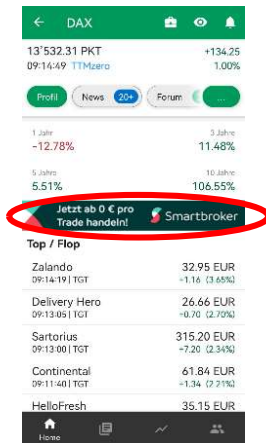 DAX
13'532.31 PKT
+134.25
09:14:49 TTMzero
1.00%
Profil
News 20+
Forum
...
1 Jahr
3 Jahre
-12.78%
11.48%
5 Jahre
10 Jahre
5.51%
106.55%
Jetzt ab 0 € pro
Trade handeln!
Smartbroker
Top / Flop
Zalando
32.95 EUR
09:14:19 | TGT
-1.16 (3.65%)
Delivery Hero
26.66 EUR
09:13:05 | TGT
-0.70 (2.70%)
Sartorius
315.20 EUR
09:13:00 | TGT
+7.20 (2.34%)
Continental
61.84 EUR
09:11:40 | TGT
-1.34 (2.21%)
HelloFresh
35.15 EUR
Home